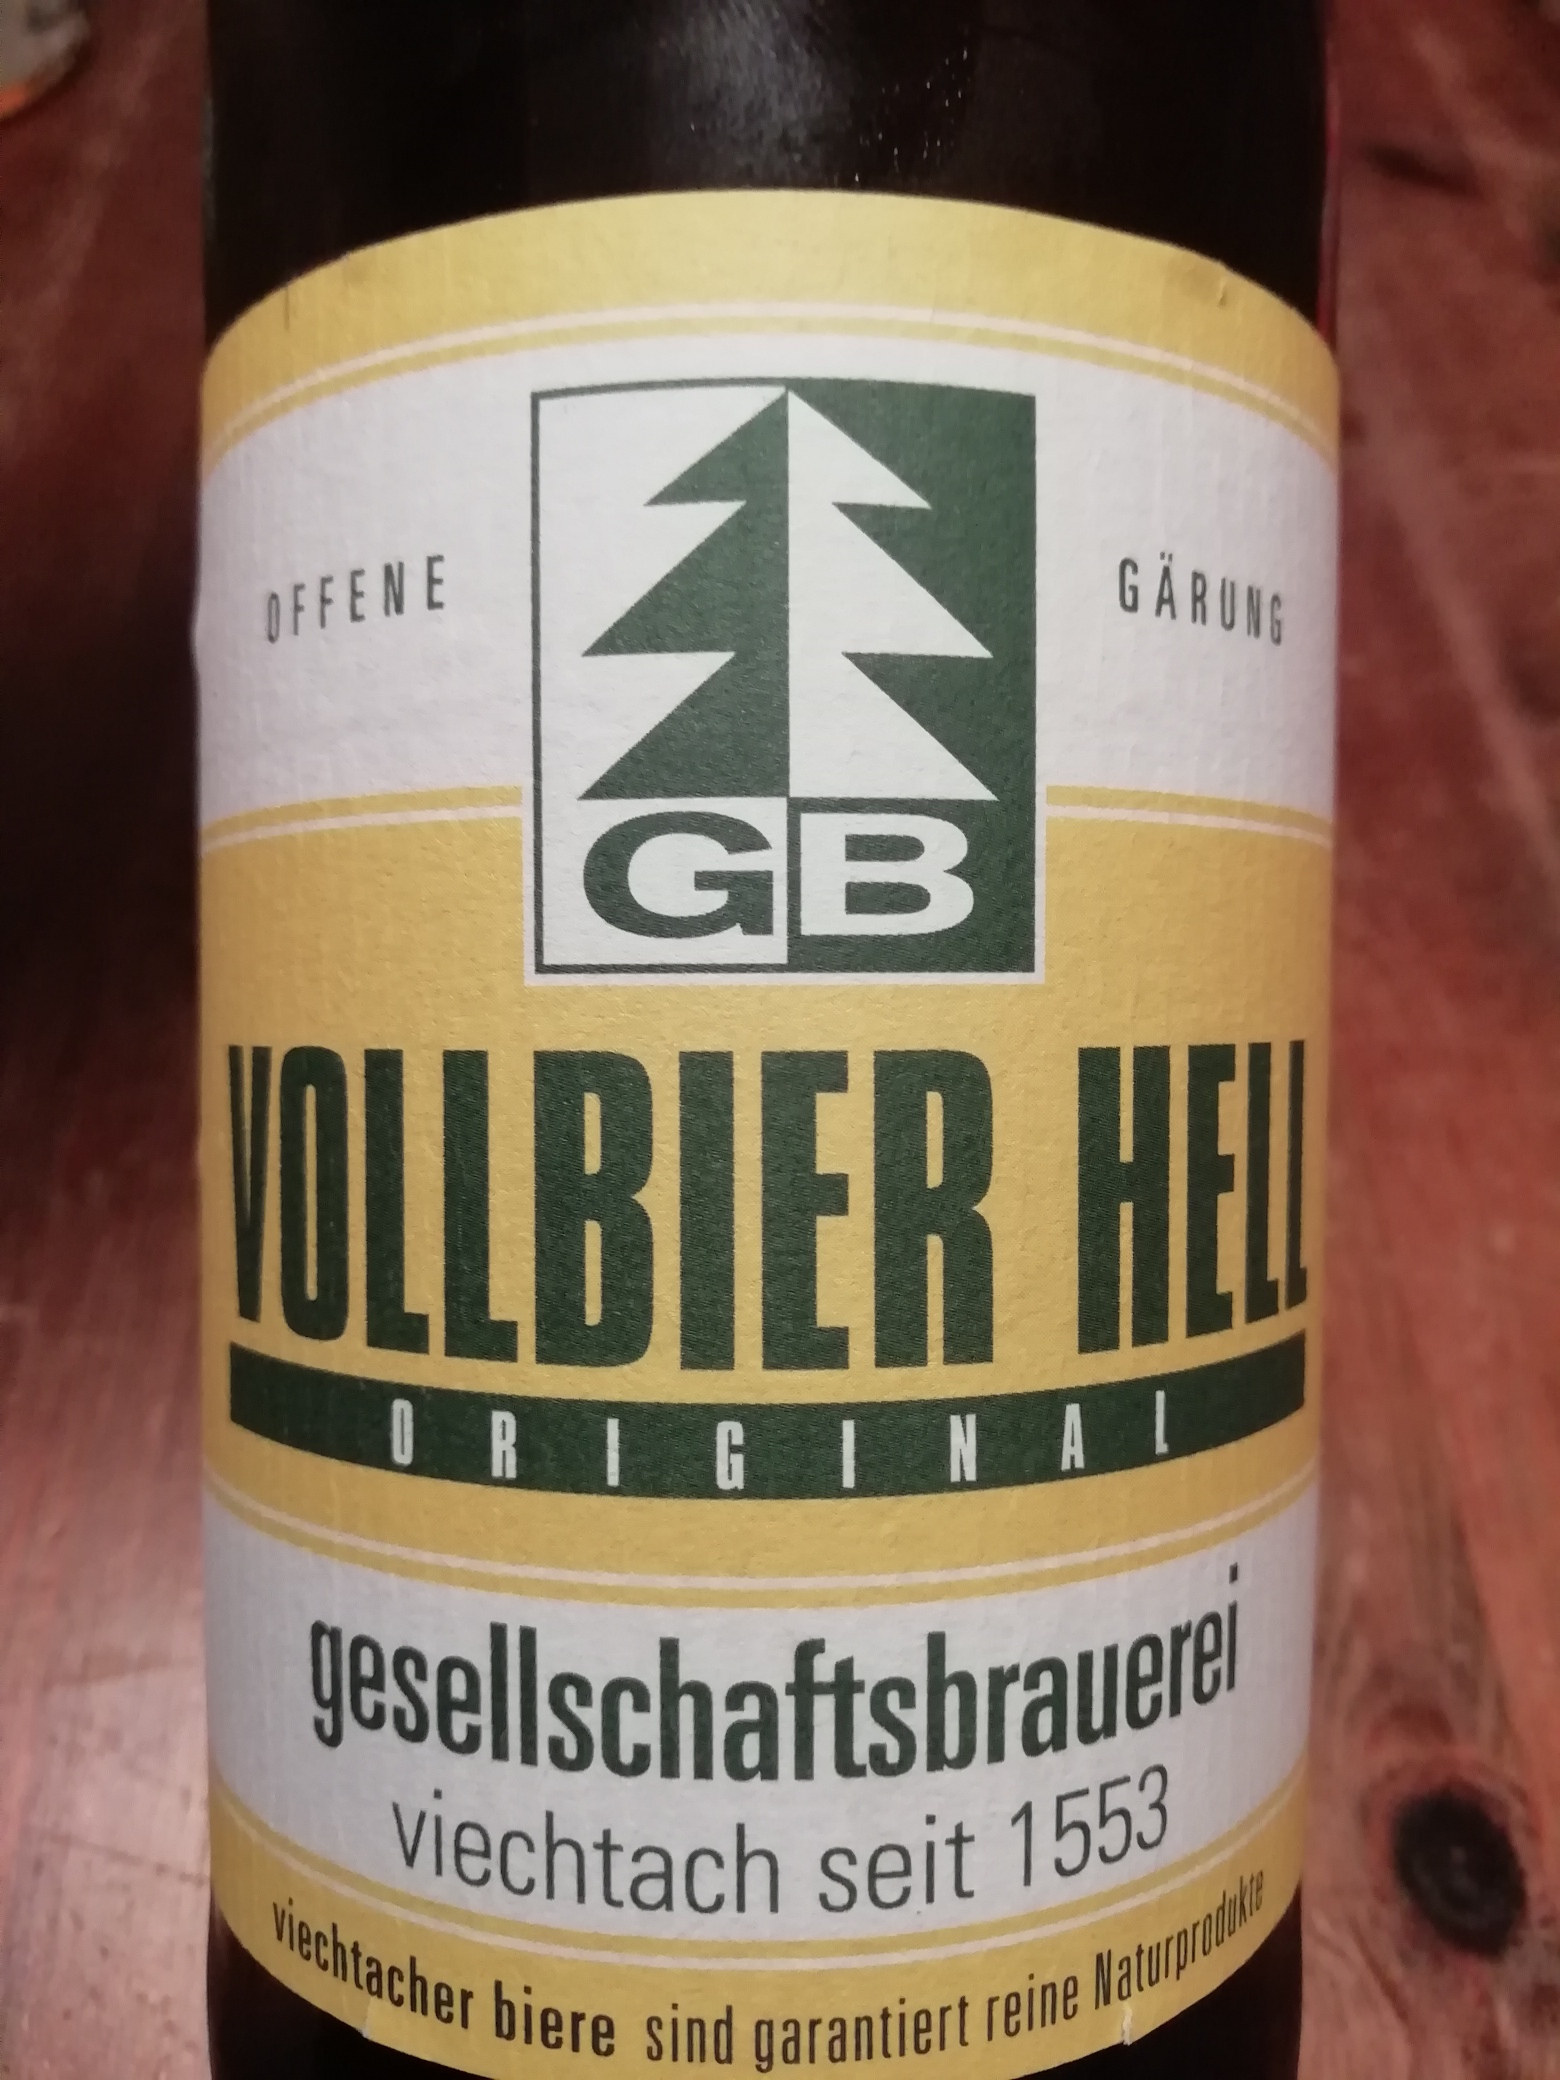 OFFENE GÄRUNG
GB
VOLLBIER HELL
ORIGINAL
gesellschaftsbrauerei
viechtach seit 1553
viechtacher biere sind garantiert reine Naturprodukte